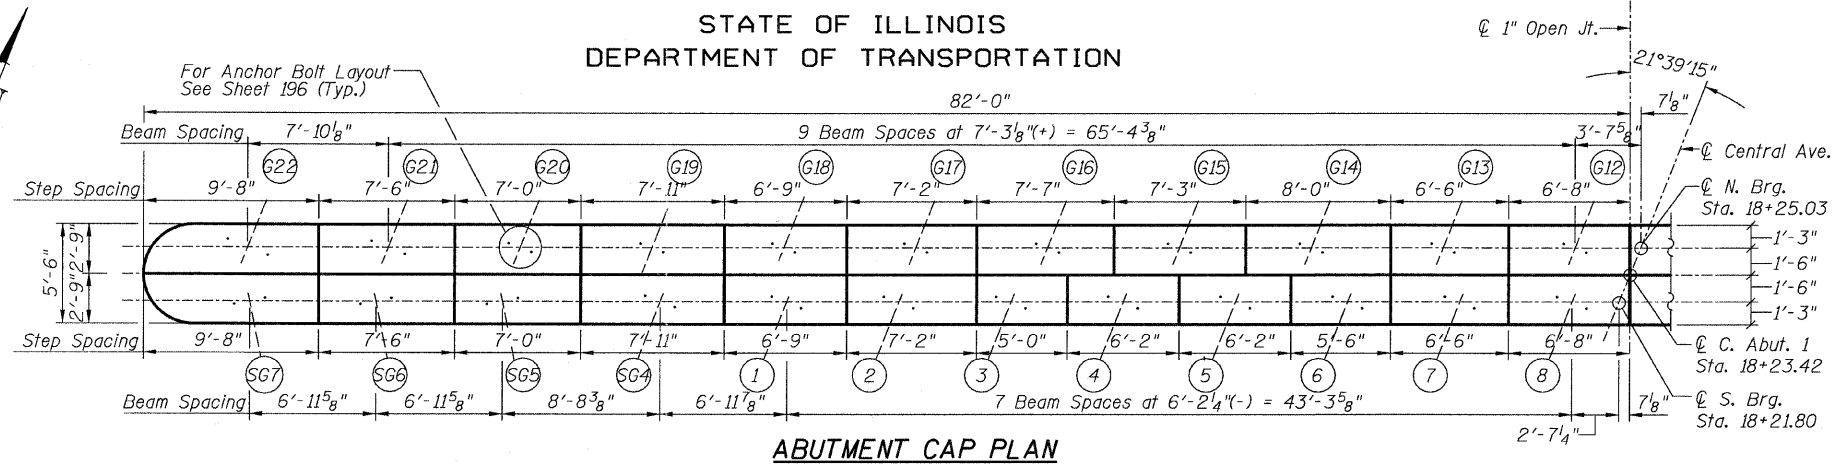 STATE OF ILLINOIS
DEPARTMENT OF TRANSPORTATION
℄ 1" Open Jt.
21°39'15"
For Anchor Bolt Layout
See Sheet 196 (Typ.)
82'-0"
7⅛"
Beam Spacing 7'-10⅛" 9 Beam Spaces at 7'-3⅛"(+) = 65'-4⅜" 3'-7⅝"
℄ Central Ave.
G22 G21 G20 G19 G18 G17 G16 G15 G14 G13 G12
Step Spacing 9'-8" 7'-6" 7'-0" 7'-11" 6'-9" 7'-2" 7'-7" 7'-3" 8'-0" 6'-6" 6'-8"
℄ N. Brg.
Sta. 18+25.03
5'-6" 2'-9" 2'-9"
1'-3"
1'-6"
1'-6"
1'-3"
Step Spacing 9'-8" 7'-6" 7'-0" 7'-11" 6'-9" 7'-2" 5'-0" 6'-2" 6'-2" 5'-6" 6'-6" 6'-8"
℄ C. Abut. 1
Sta. 18+23.42
SG7 SG6 SG5 SG4 1 2 3 4 5 6 7 8
Beam Spacing 6'-11⅝" 6'-11⅝" 8'-8⅜" 6'-11⅞" 7 Beam Spaces at 6'-2¼"(-) = 43'-3⅝" 7⅛"
℄ S. Brg.
Sta. 18+21.80
2'-7¼"
ABUTMENT CAP PLAN